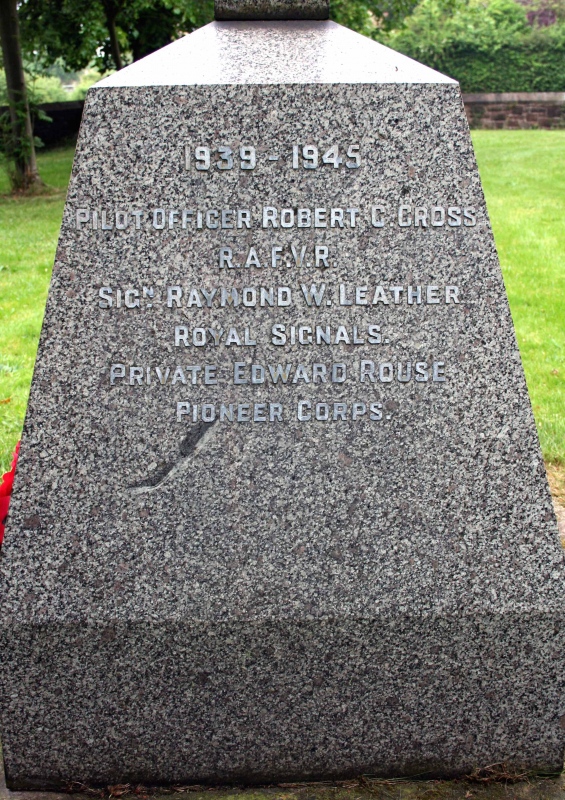 1939 - 1945
PILOT OFFICER ROBERT C. CROSS
R.A.F.V.R
SIGN. RAYMOND W. LEATHER
ROYAL SIGNALS.
PRIVATE EDWARD ROUSE
PIONEER CORPS.